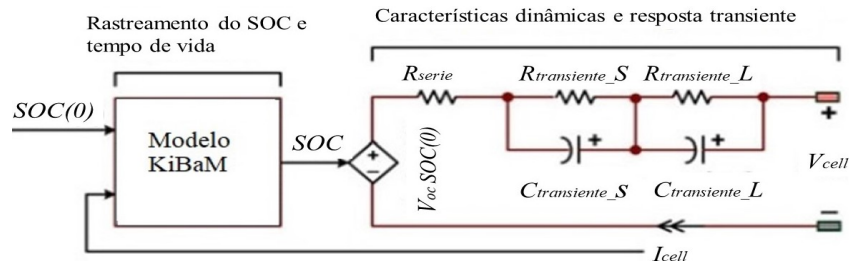 Características dinâmicas e resposta transiente
Rastreamento do SOC e
tempo de vida
Rserie
Rtransiente_S
Rtransiente_L
SOC(0)
Modelo
KiBaM
SOC
+
−
Voc SOC(0)
+
+
+
Vcell
Ctransiente_S
Ctransiente_L
−
Icell